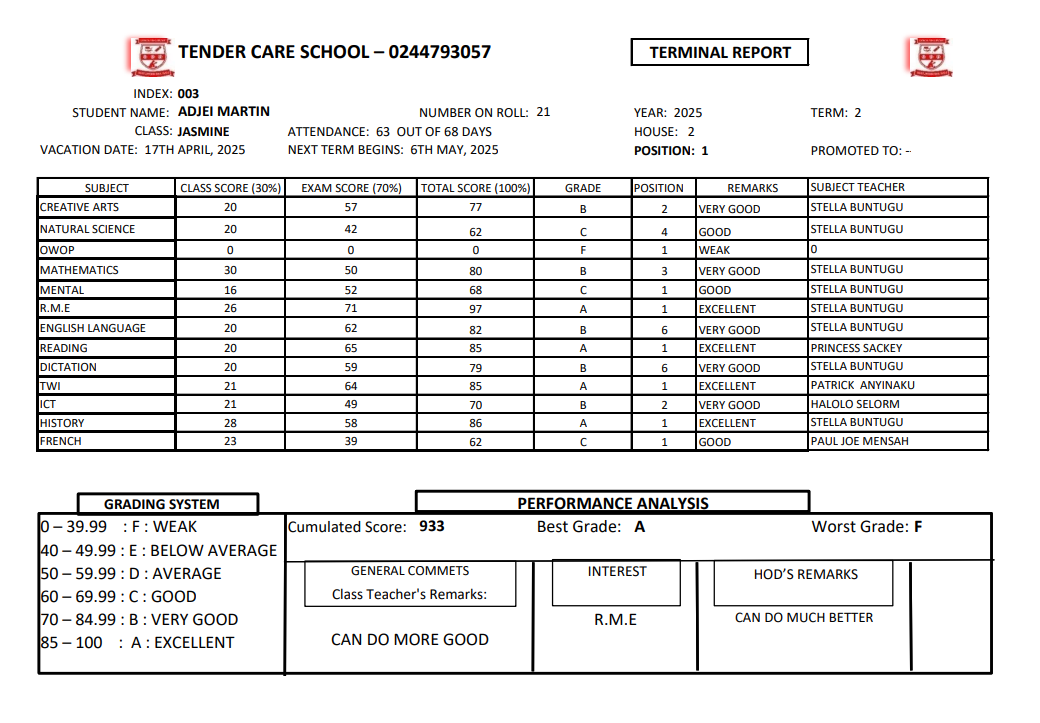 TENDER CARE SCHOOL – 0244793057
TERMINAL REPORT
INDEX: 003
STUDENT NAME: ADJEI MARTIN NUMBER ON ROLL: 21 YEAR: 2025 TERM: 2
CLASS: JASMINE ATTENDANCE: 63 OUT OF 68 DAYS HOUSE: 2
VACATION DATE: 17TH APRIL, 2025 NEXT TERM BEGINS: 6TH MAY, 2025 POSITION: 1 PROMOTED TO: --
SUBJECT CLASS SCORE (30%) EXAM SCORE (70%) TOTAL SCORE (100%) GRADE POSITION REMARKS SUBJECT TEACHER
CREATIVE ARTS 20 57 77 B 2 VERY GOOD STELLA BUNTUGU
NATURAL SCIENCE 20 42 62 C 4 GOOD STELLA BUNTUGU
OWOP 0 0 0 F 1 WEAK 0
MATHEMATICS 30 50 80 B 3 VERY GOOD STELLA BUNTUGU
MENTAL 16 52 68 C 1 GOOD STELLA BUNTUGU
R.M.E 26 71 97 A 1 EXCELLENT STELLA BUNTUGU
ENGLISH LANGUAGE 20 62 82 B 6 VERY GOOD STELLA BUNTUGU
READING 20 65 85 A 1 EXCELLENT PRINCESS SACKEY
DICTATION 20 59 79 B 6 VERY GOOD STELLA BUNTUGU
TWI 21 64 85 A 1 EXCELLENT PATRICK ANYINAKU
ICT 21 49 70 B 2 VERY GOOD HALOLO SELORM
HISTORY 28 58 86 A 1 EXCELLENT STELLA BUNTUGU
FRENCH 23 39 62 C 1 GOOD PAUL JOE MENSAH
GRADING SYSTEM
0 – 39.99 : F : WEAK
40 – 49.99 : E : BELOW AVERAGE
50 – 59.99 : D : AVERAGE
60 – 69.99 : C : GOOD
70 – 84.99 : B : VERY GOOD
85 – 100 : A : EXCELLENT
PERFORMANCE ANALYSIS
Cumulated Score: 933 Best Grade: A Worst Grade: F
GENERAL COMMETS
Class Teacher's Remarks:
CAN DO MORE GOOD
INTEREST
R.M.E
HOD'S REMARKS
CAN DO MUCH BETTER